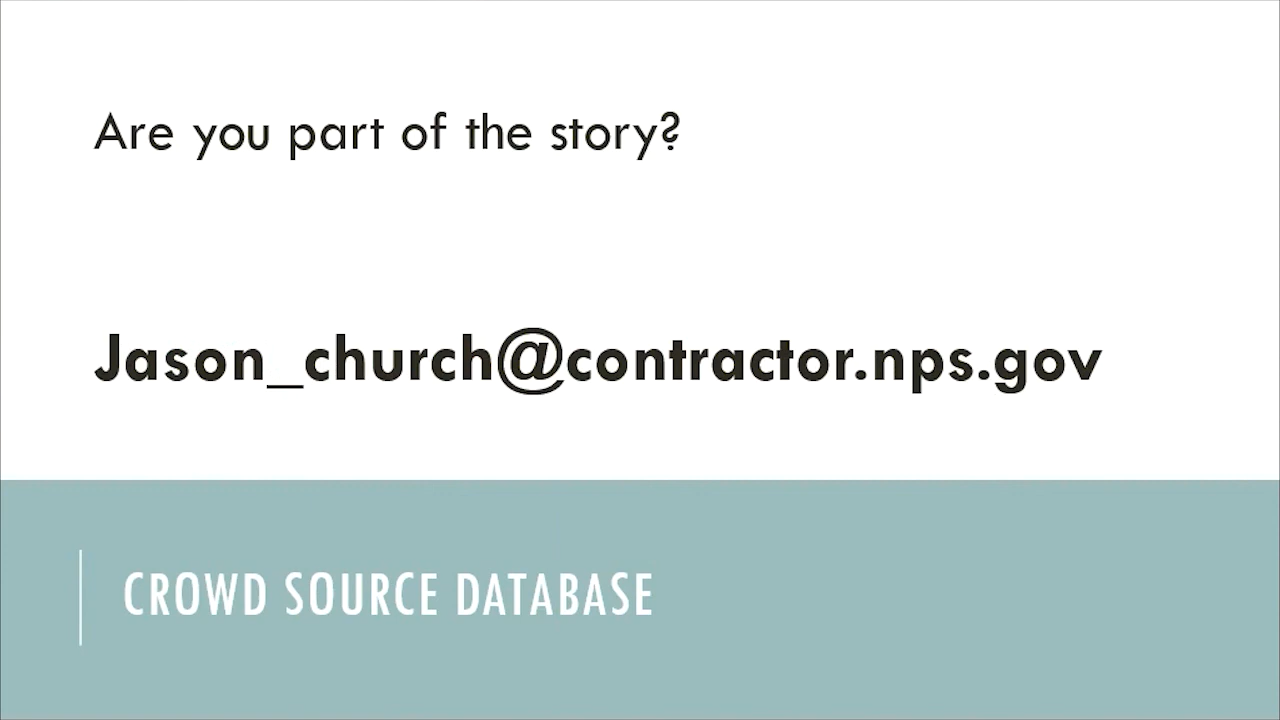 Are you part of the story?
Jason_church@contractor.nps.gov
CROWD SOURCE DATABASE